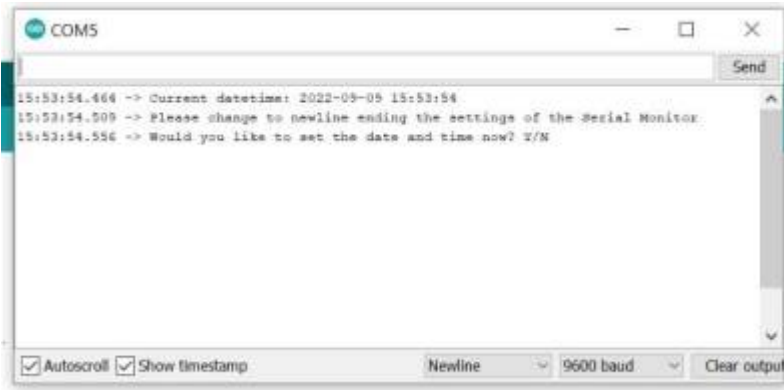 COM5
Send
15:53:54.464 -> Current datetime: 2022-09-09 15:53:54
15:53:54.509 -> Please change to newline ending the settings of the Serial Monitor
15:53:54.556 -> Would you like to set the date and time now? Y/N
Autoscroll Show timestamp Newline 9600 baud Clear output